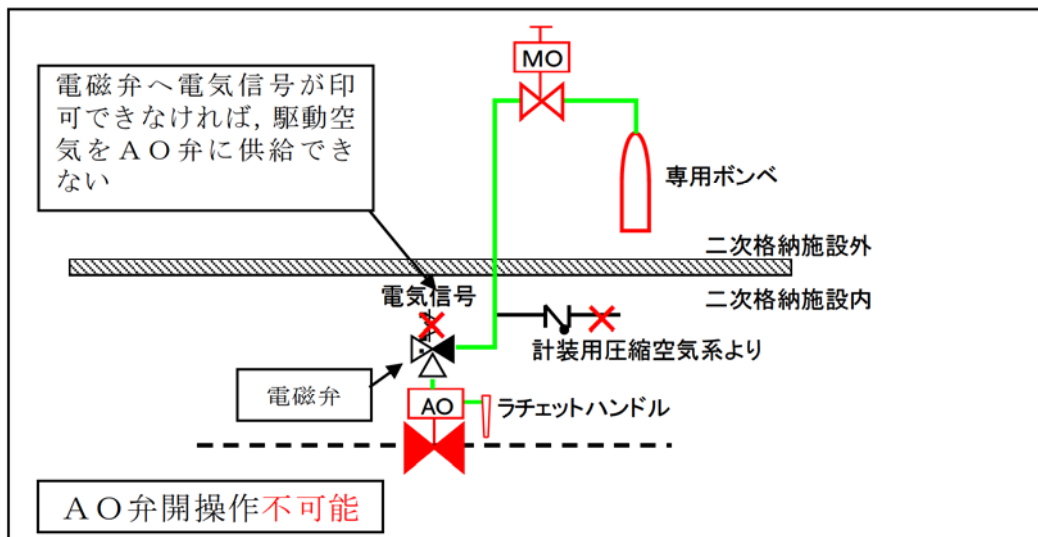 MO
電磁弁へ電気信号が印
可できなければ，駆動空
気をＡＯ弁に供給でき
ない
専用ボンベ
二次格納施設外
二次格納施設内
電気信号
計装用圧縮空気系より
電磁弁
AO
ラチェットハンドル
ＡＯ弁開操作不可能